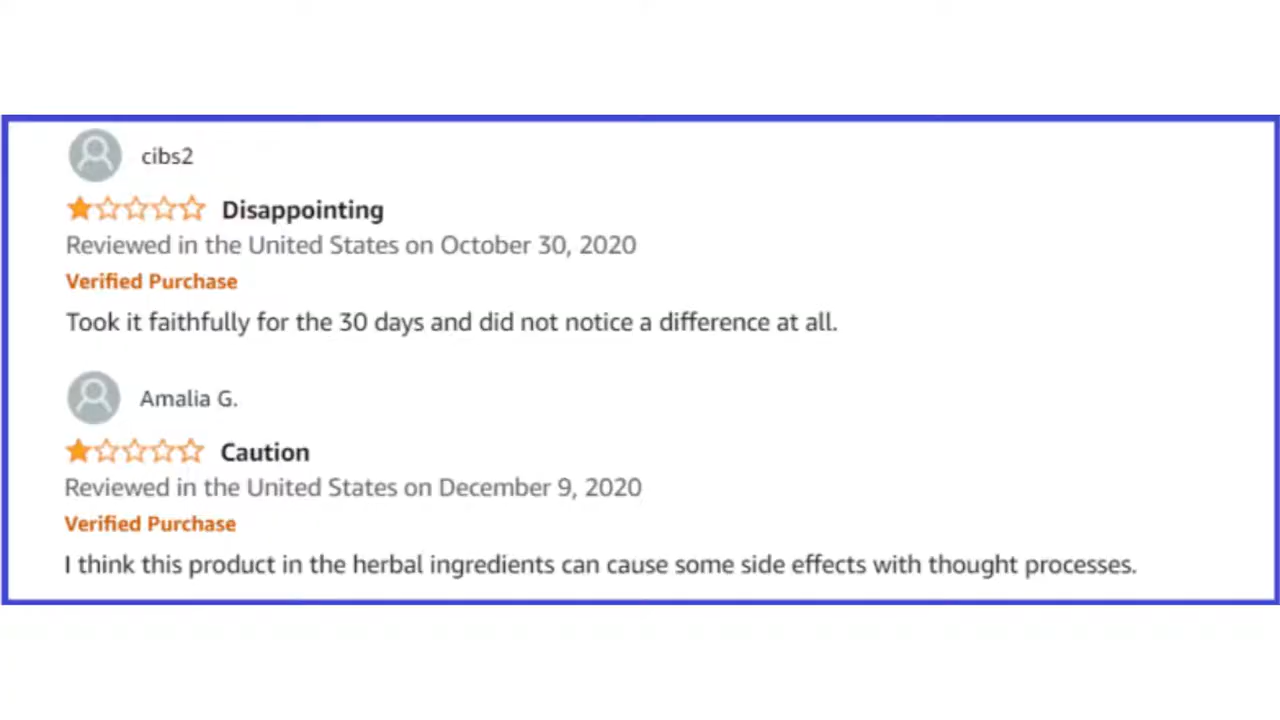 cibs2
Disappointing
Reviewed in the United States on October 30, 2020
Verified Purchase
Took it faithfully for the 30 days and did not notice a difference at all.
Amalia G.
Caution
Reviewed in the United States on December 9, 2020
Verified Purchase
I think this product in the herbal ingredients can cause some side effects with thought processes.